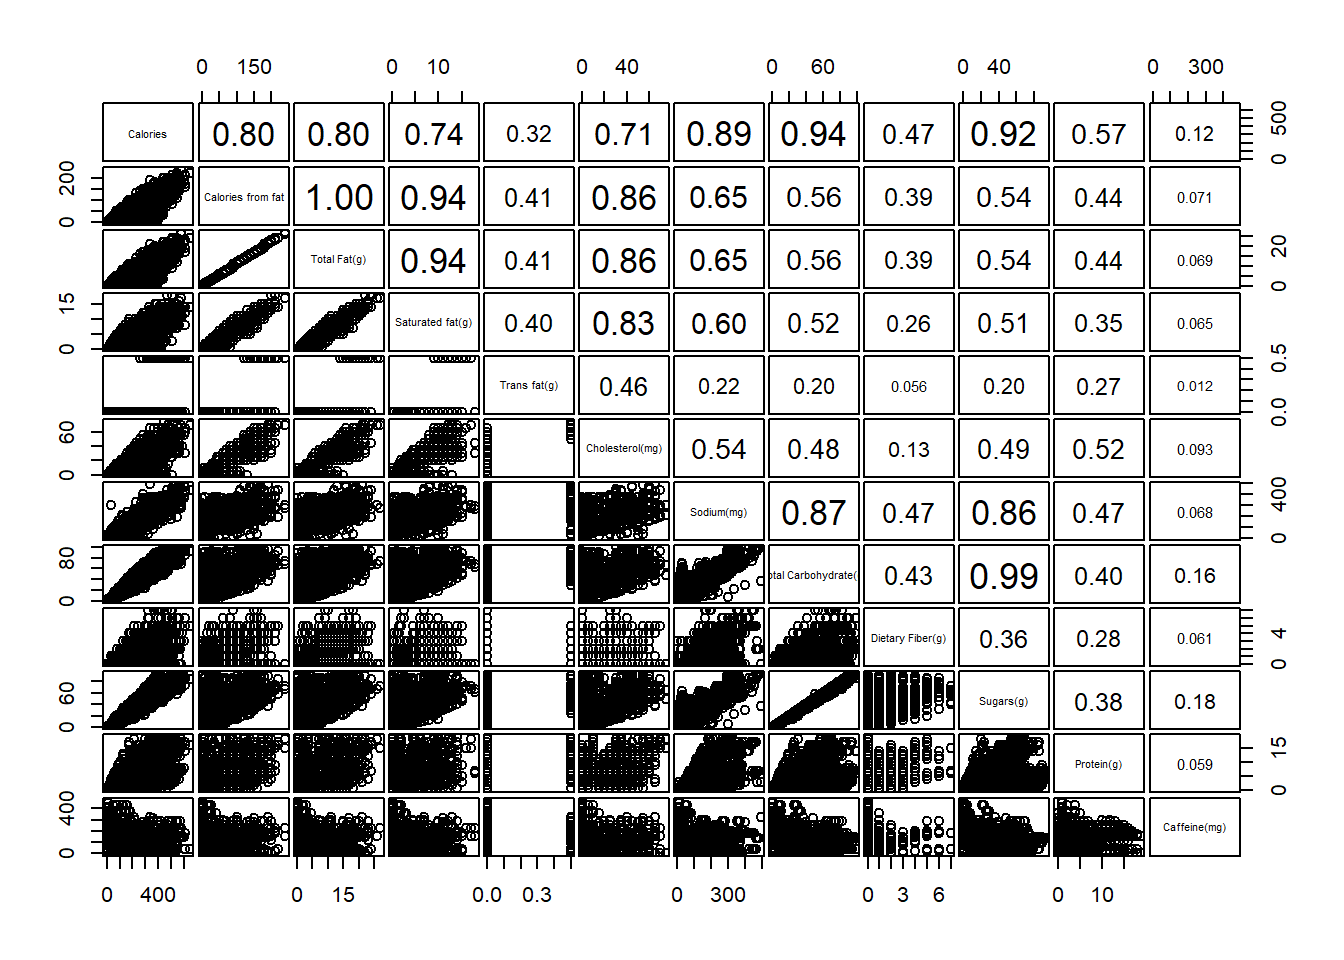 0 150 0 10 0 40 0 60 0 40 0 300
Calories 0.80 0.80 0.74 0.32 0.71 0.89 0.94 0.47 0.92 0.57 0.12 0 500
0 200 Calories from fat 1.00 0.94 0.41 0.86 0.65 0.56 0.39 0.54 0.44 0.071
Total Fat(g) 0.94 0.41 0.86 0.65 0.56 0.39 0.54 0.44 0.069 0 20
0 15 Saturated fat(g) 0.40 0.83 0.60 0.52 0.26 0.51 0.35 0.065
Trans fat(g) 0.46 0.22 0.20 0.056 0.20 0.27 0.012 0.0 0.5
0 60 Cholesterol(mg) 0.54 0.48 0.13 0.49 0.52 0.093
Sodium(mg) 0.87 0.47 0.86 0.47 0.068 0 400
0 80 otal Carbohydrate( 0.43 0.99 0.40 0.16
Dietary Fiber(g) 0.36 0.28 0.061 0 4
0 60 Sugars(g) 0.38 0.18
Protein(g) 0.059 0 15
0 400 Caffeine(mg)
0 400 0 15 0.0 0.3 0 300 0 3 6 0 10